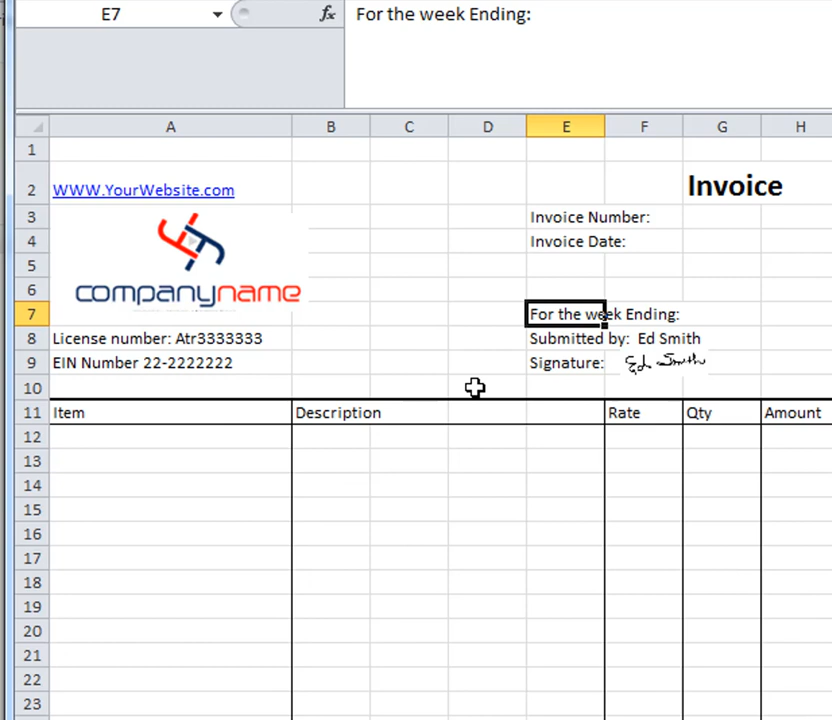 E7
fx
For the week Ending:
A B C D E F G H
1
2 WWW.YourWebsite.com Invoice
3 Invoice Number:
4 Invoice Date:
5
6
companyname
7 For the week Ending:
8 License number: Atr3333333 Submitted by: Ed Smith
9 EIN Number 22-2222222 Signature: Ed Smith
10
11 Item Description Rate Qty Amount
12
13
14
15
16
17
18
19
20
21
22
23